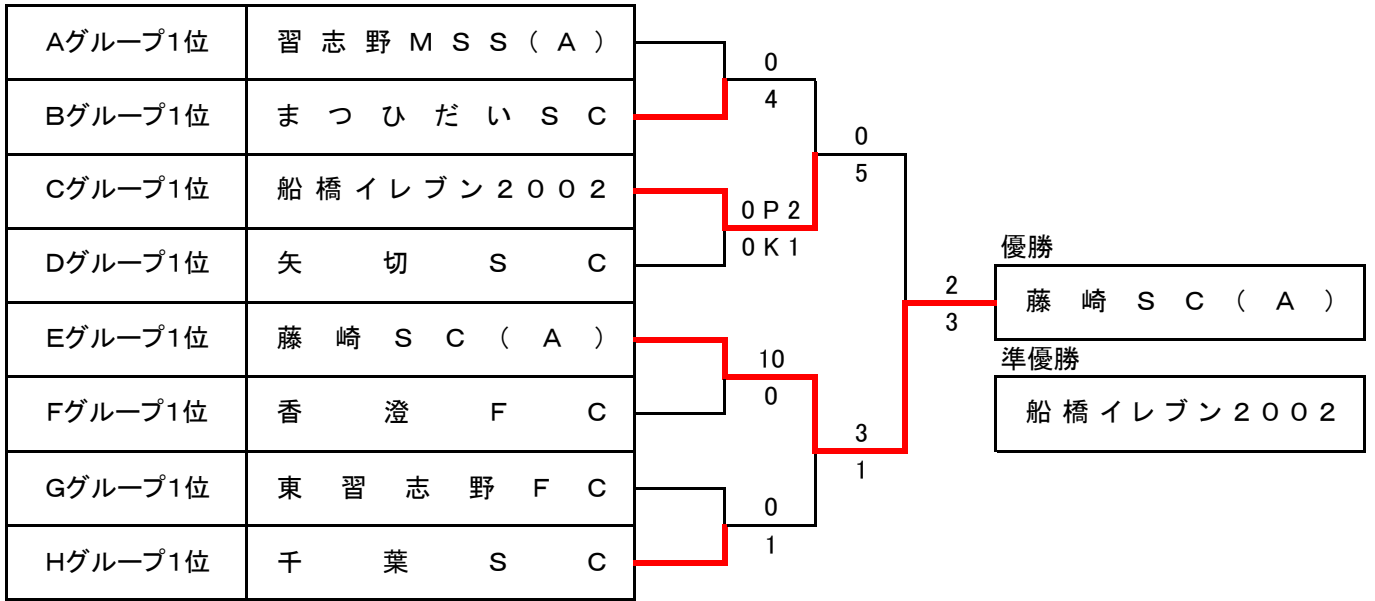 Aグループ1位 習志野MSS(A)
Bグループ1位 まつひだいSC
Cグループ1位 船橋イレブン2002
Dグループ1位 矢切SC
Eグループ1位 藤崎SC(A)
Fグループ1位 香澄FC
Gグループ1位 東習志野FC
Hグループ1位 千葉SC
0
4
0P2
0K1
10
0
0
1
0
5
3
1
2
3
優勝
藤崎SC(A)
準優勝
船橋イレブン2002